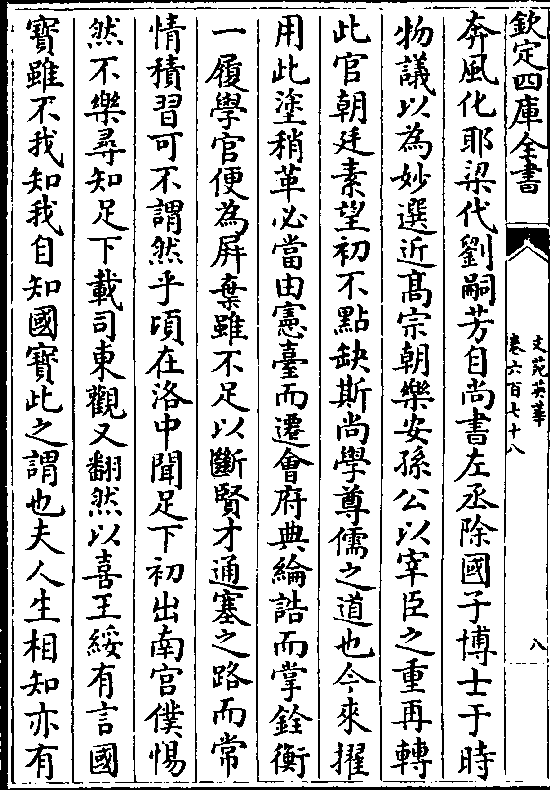 欽定四庫全書
文苑英華
卷六百七十八
八
奔風化耶梁代劉嗣芳自尚書左丞除國子博士于時
物議以為妙選近髙宗朝樂安孫公以宰臣之重再轉
此官朝廷素望初不點缺斯尚學尊儒之道也今來擢
用此塗稍革必當由憲臺而遷會府典綸誥而掌銓衡
一履學官便為屏棄雖不足以斷賢才通塞之路而常
情積習可不謂然乎頃在洛中聞足下初出南宮僕惕
然不樂尋知足下載司東觀又翻然以喜王綏有言國
寶雖不我知我自知國寶此之謂也夫人生相知亦有